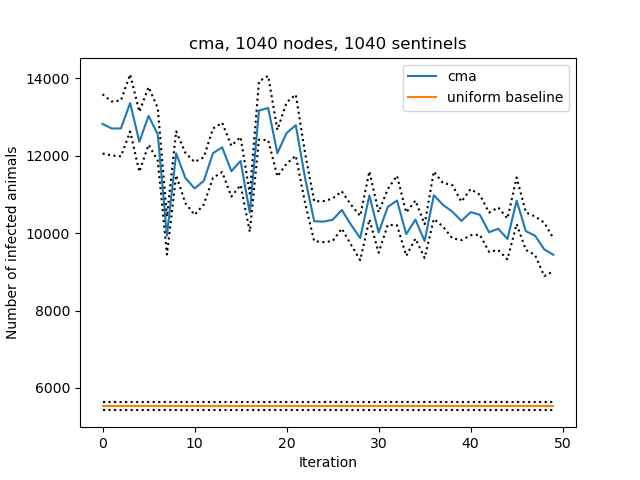 cma, 1040 nodes, 1040 sentinels
cma
uniform baseline
14000
12000
10000
8000
6000
Number of infected animals
0 10 20 30 40 50
Iteration